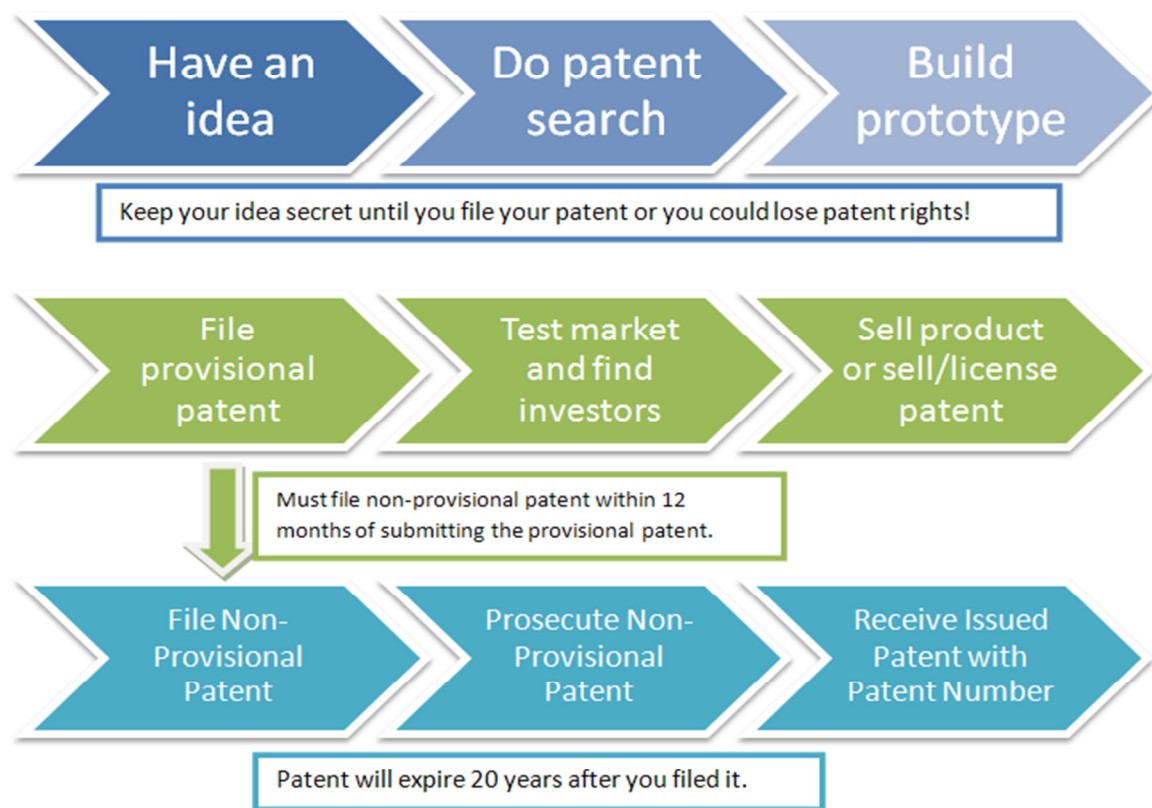 Have an
idea
Do patent
search
Build
prototype
Keep your idea secret until you file your patent or you could lose patent rights!
File
provisional
patent
Test market
and find
investors
Sell product
or sell/license
patent
Must file non-provisional patent within 12
months of submitting the provisional patent.
File Non-
Provisional
Patent
Prosecute Non-
Provisional
Patent
Receive Issued
Patent with
Patent Number
Patent will expire 20 years after you filed it.